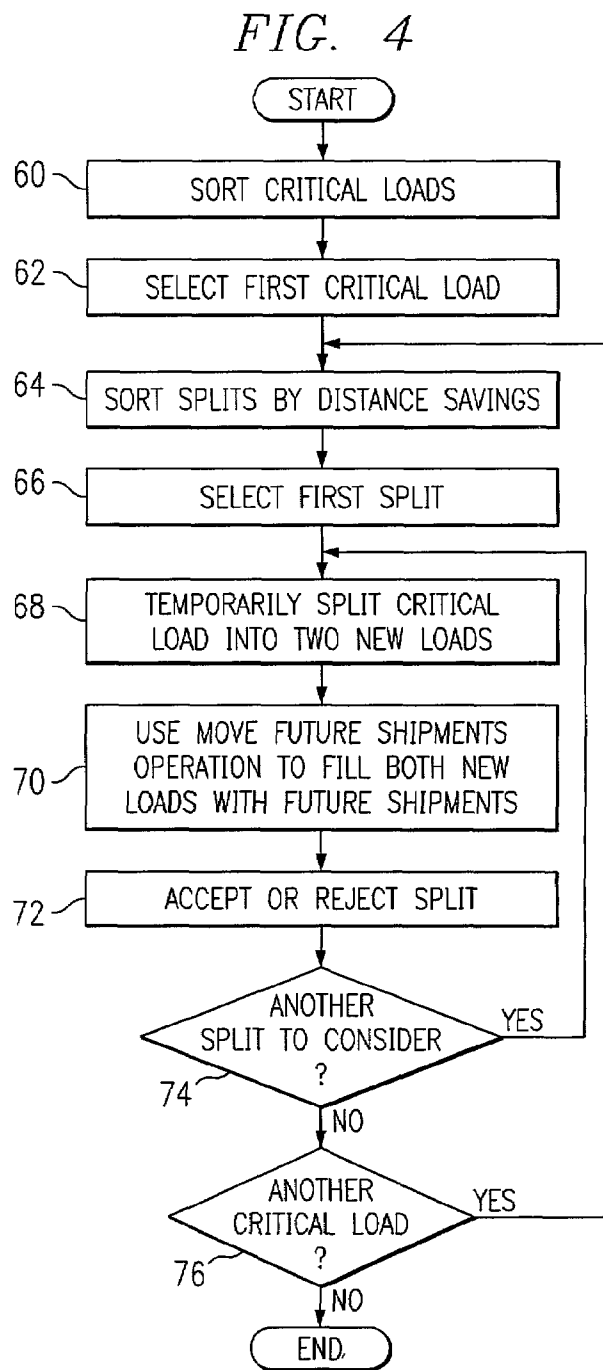 FIG. 4
START
60
SORT CRITICAL LOADS
62
SELECT FIRST CRITICAL LOAD
64
SORT SPLITS BY DISTANCE SAVINGS
66
SELECT FIRST SPLIT
68
TEMPORARILY SPLIT CRITICAL
LOAD INTO TWO NEW LOADS
70
USE MOVE FUTURE SHIPMENTS
OPERATION TO FILL BOTH NEW
LOADS WITH FUTURE SHIPMENTS
72
ACCEPT OR REJECT SPLIT
ANOTHER
SPLIT TO CONSIDER
?
YES
74
NO
ANOTHER
CRITICAL LOAD
?
YES
76
NO
END